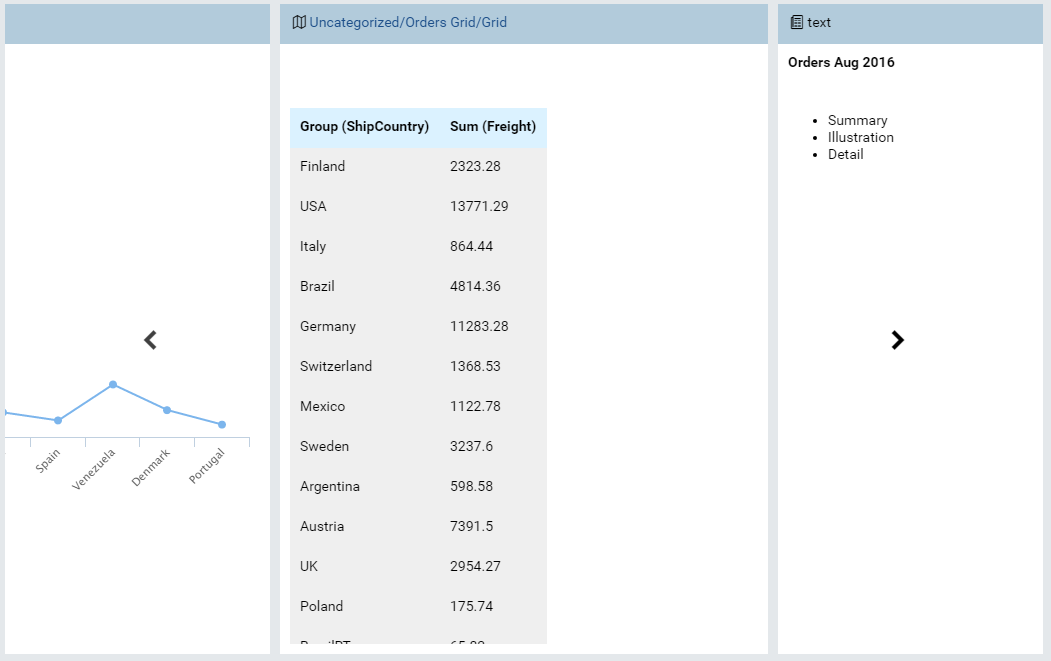 Uncategorized/Orders Grid/Grid
text
Orders Aug 2016
Summary
Illustration
Detail
Group (ShipCountry) Sum (Freight)
Finland 2323.28
USA 13771.29
Italy 864.44
Brazil 4814.36
Germany 11283.28
Switzerland 1368.53
Mexico 1122.78
Sweden 3237.6
Argentina 598.58
Austria 7391.5
UK 2954.27
Poland 175.74
Spain
Venezuela
Denmark
Portugal